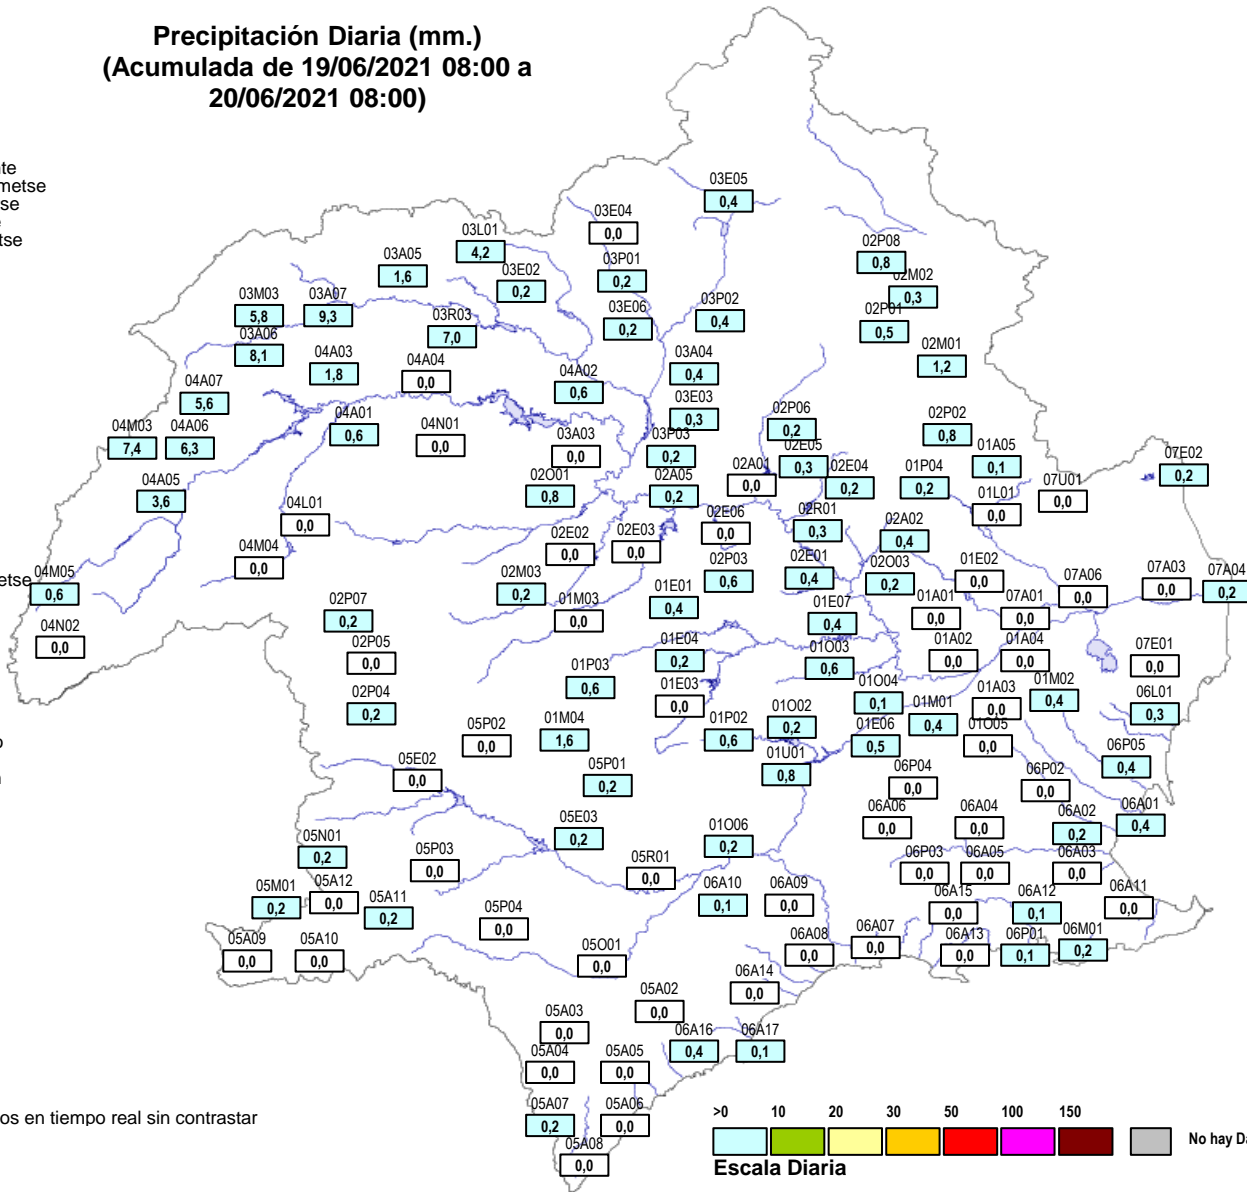 Precipitación Diaria (mm.)
(Acumulada de 19/06/2021 08:00 a
20/06/2021 08:00)
nte
metse
se
tse
etse
os en tiempo real sin contrastar
03E05
0,4
03E04
0,0
03L01
4,2
03A05
1,6
03E02
0,2
03P01
0,2
02P08
0,8
02M02
0,3
03M03
5,8
03A07
9,3
03R03
7,0
03E06
0,2
03P02
0,4
02P01
0,5
03A06
8,1
04A03
1,8
04A04
0,0
04A02
0,6
03A04
0,4
02M01
1,2
04A07
5,6
03E03
0,3
04M03
7,4
04A06
6,3
04A01
0,6
04N01
0,0
03A03
0,0
03P03
0,2
02P06
0,2
02P02
0,8
04A05
3,6
02O01
0,8
02A05
0,2
02A01
0,0
02E05
0,3
02E04
0,2
01P04
0,2
01A05
0,1
07U01
0,0
07E02
0,2
04L01
0,0
02E06
0,0
02R01
0,3
02A02
0,4
01L01
0,0
04M04
0,0
02E02
0,0
02E03
0,0
04M05
0,6
02M03
0,2
01M03
0,0
01E01
0,4
02P03
0,6
02E01
0,4
02O03
0,2
01E02
0,0
07A06
0,0
07A03
0,0
07A04
0,2
04N02
0,0
02P07
0,2
01E07
0,4
01A01
0,0
07A01
0,0
02P05
0,0
01E04
0,2
01O03
0,6
01A02
0,0
01A04
0,0
07E01
0,0
02P04
0,2
01P03
0,6
01E03
0,0
01O04
0,1
01A03
0,0
01M02
0,4
06L01
0,3
05P02
0,0
01M04
1,6
01P02
0,6
01O02
0,2
01E06
0,5
01M01
0,4
01O05
0,0
05E02
0,0
05P01
0,2
01U01
0,8
06P04
0,0
06P02
0,0
06P05
0,4
05E03
0,2
01O06
0,2
06A06
0,0
06A04
0,0
06A02
0,2
06A01
0,4
05N01
0,2
05P03
0,0
05R01
0,0
06P03
0,0
06A05
0,0
06A03
0,0
05M01
0,2
05A12
0,0
05A11
0,2
06A10
0,1
06A09
0,0
06A15
0,0
06A12
0,1
06A11
0,0
05A09
0,0
05A10
0,0
05P04
0,0
05O01
0,0
06A08
0,0
06A07
0,0
06A13
0,0
06P01
0,1
06M01
0,2
06A14
0,0
05A03
0,0
05A02
0,0
06A16
0,4
06A17
0,1
05A04
0,0
05A05
0,0
05A07
0,2
05A06
0,0
05A08
0,0
>0 10 20 30 50 100 150
No hay Da
Escala Diaria